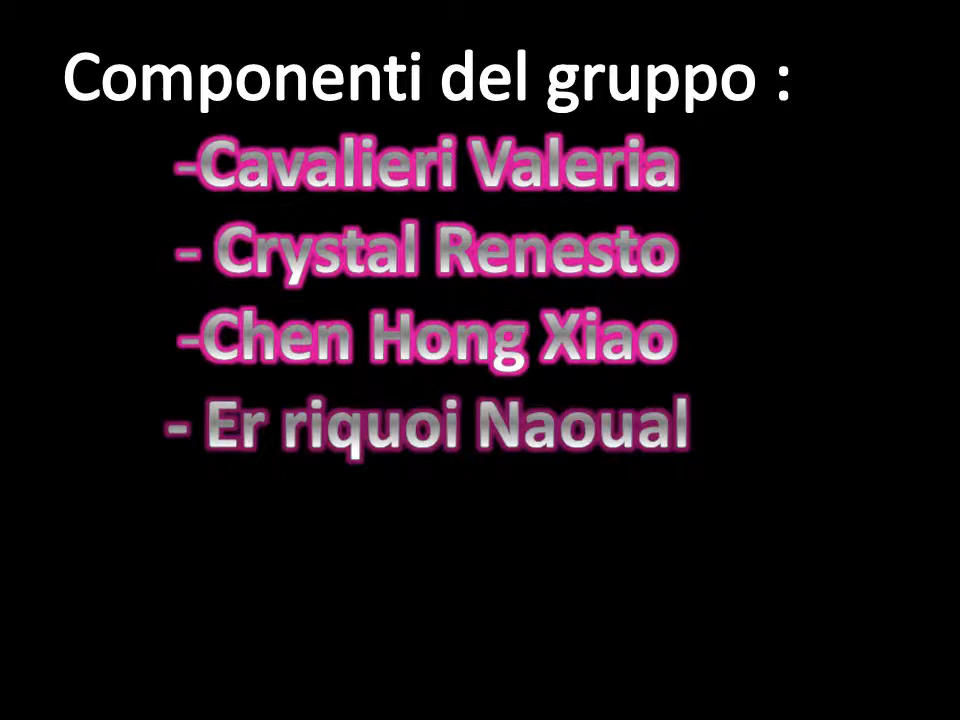 Componenti del gruppo :
-Cavalieri Valeria
- Crystal Renesto
-Chen Hong Xiao
- Er riquoi Naoual